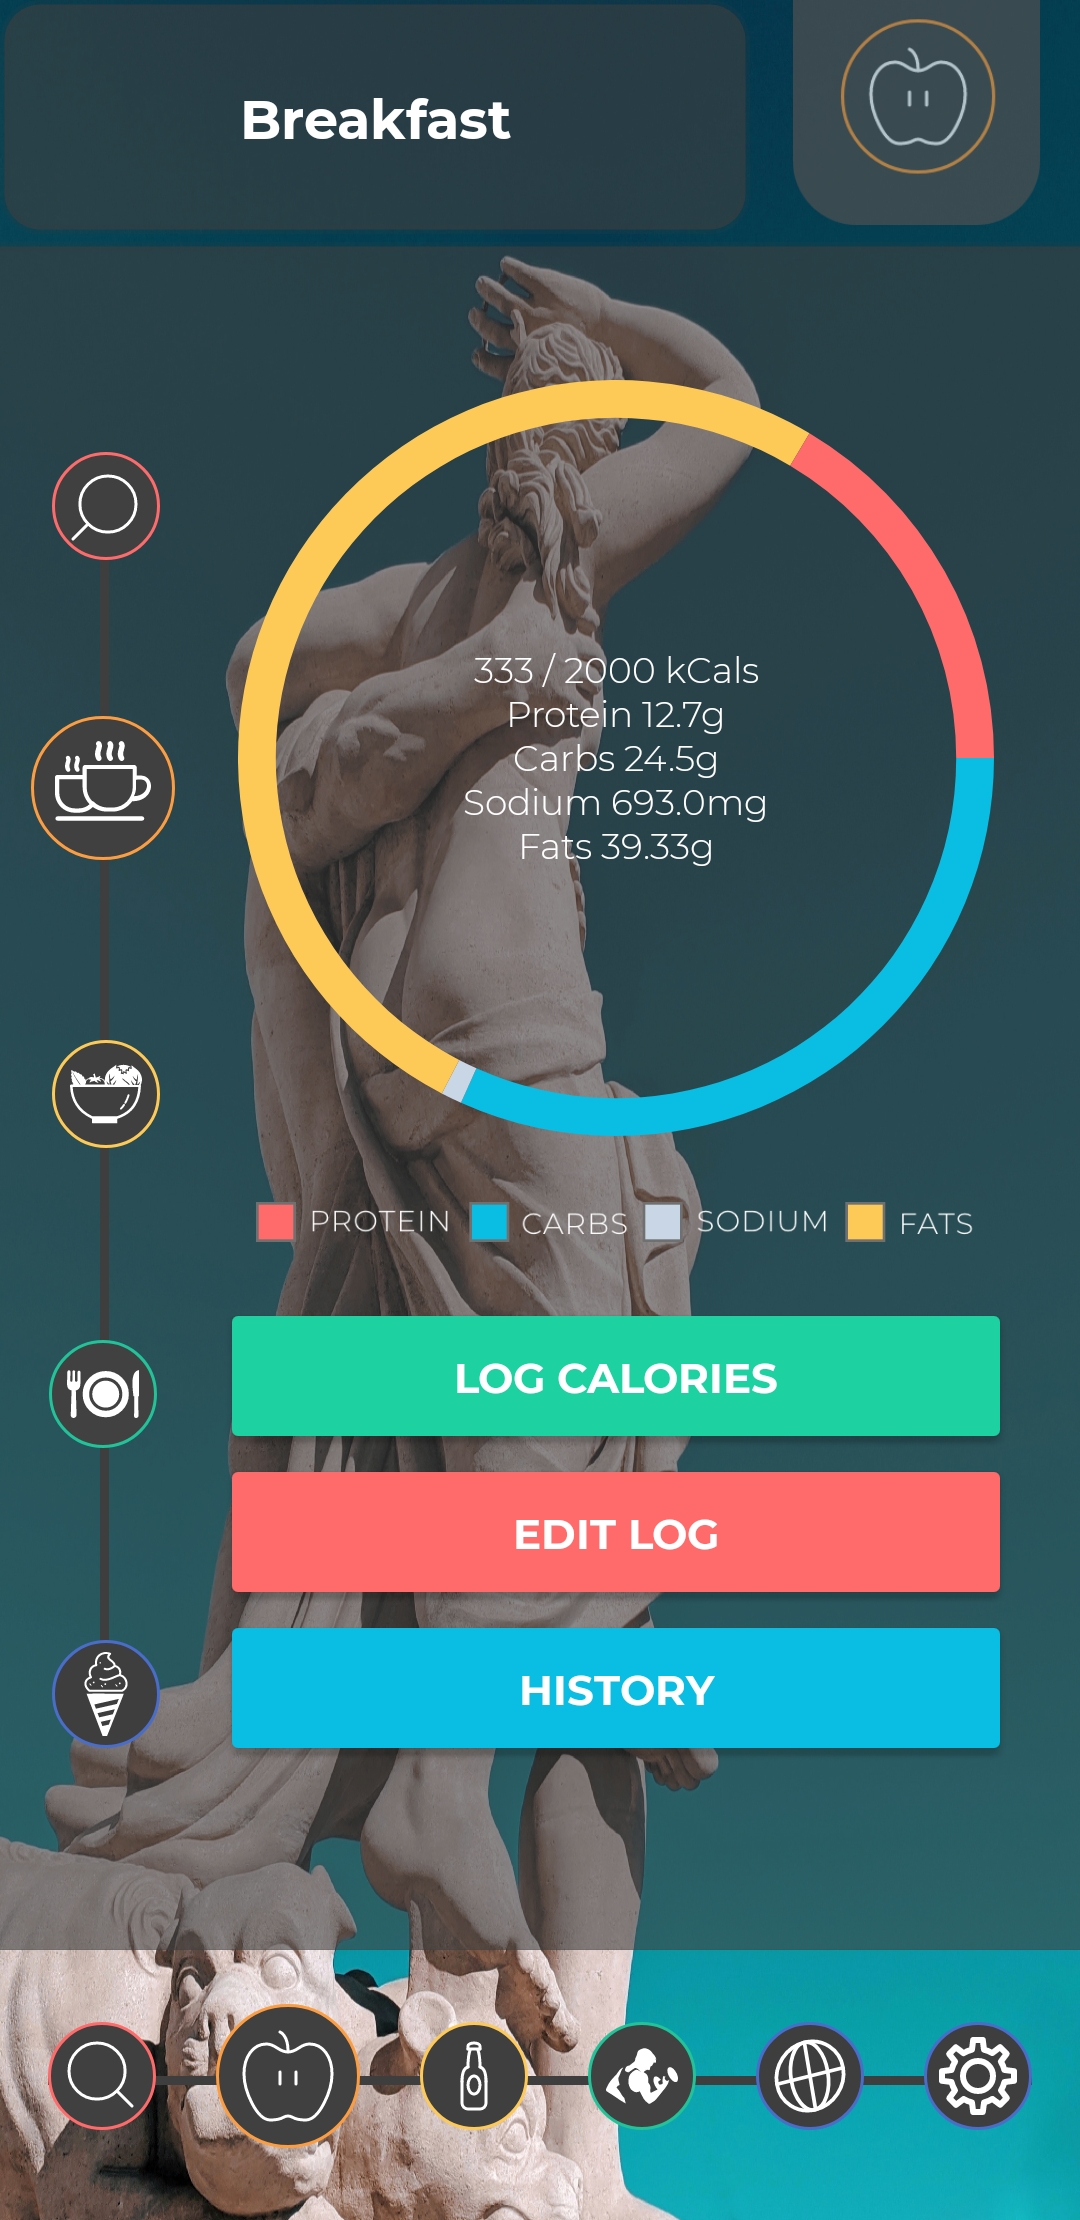 Breakfast
333 / 2000 kCals
Protein 12.7g
Carbs 24.5g
Sodium 693.0mg
Fats 39.33g
PROTEIN CARBS SODIUM FATS
LOG CALORIES
EDIT LOG
HISTORY